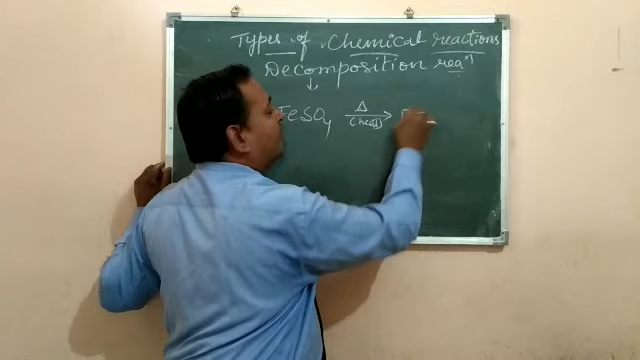 Types of Chemical reactions
Decomposition reaⁿ
↓
FeSO₄ Δ (heat) → F